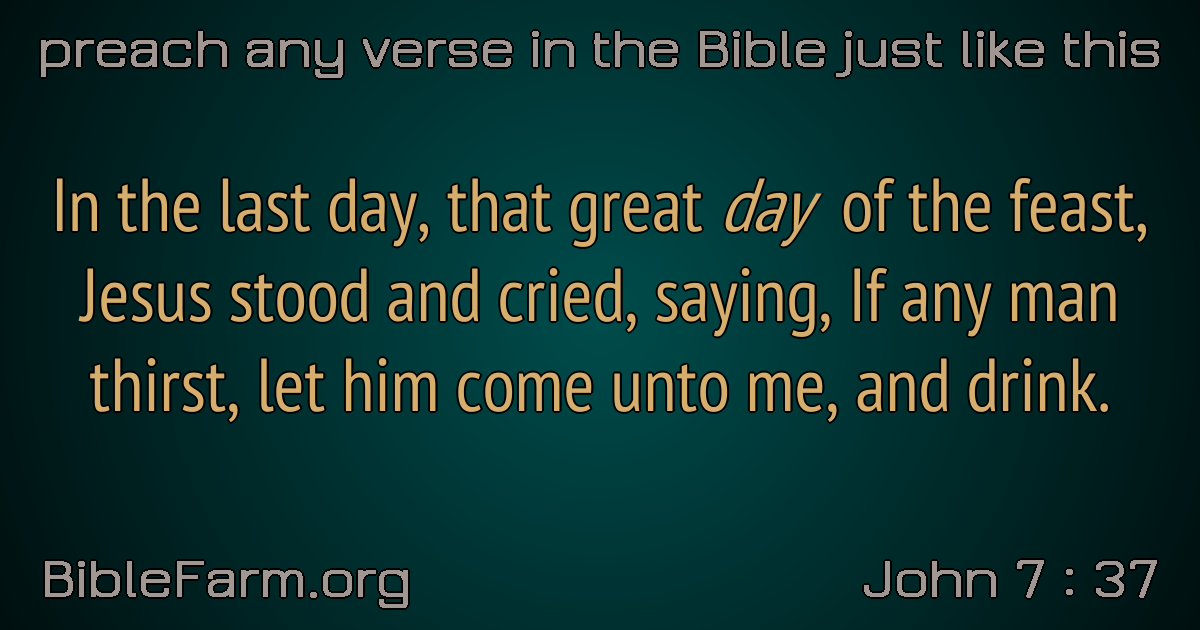 preach any verse in the Bible just like this
In the last day, that great day of the feast,
Jesus stood and cried, saying, If any man
thirst, let him come unto me, and drink.
BibleFarm.org
John 7 : 37